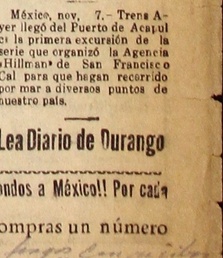 México, nov, 7.- Trens A-
yer llegó del Puerto de Acapul
c: la primera excursión de la
serie que organizó la Agencia
«Hillman" de San Francisco
Cal para que hagan recorrido
por mar a diversos puntos de
nuestro país.
Lea Diario de Durango
ondos a México!! Por cada
ompras un número